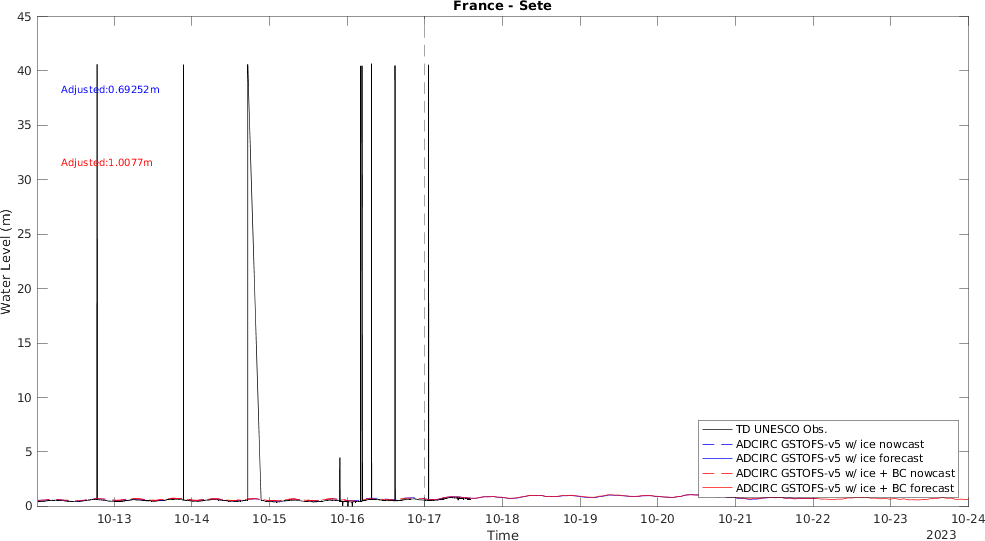 France - Sete
45
40
35
30
25
20
15
10
5
0
Water Level (m)
Adjusted:0.69252m
Adjusted:1.0077m
TD UNESCO Obs.
ADCIRC GSTOFS-v5 w/ ice nowcast
ADCIRC GSTOFS-v5 w/ ice forecast
ADCIRC GSTOFS-v5 w/ ice + BC nowcast
ADCIRC GSTOFS-v5 w/ ice + BC forecast
10-13 10-14 10-15 10-16 10-17 10-18 10-19 10-20 10-21 10-22 10-23 10-24
Time
2023